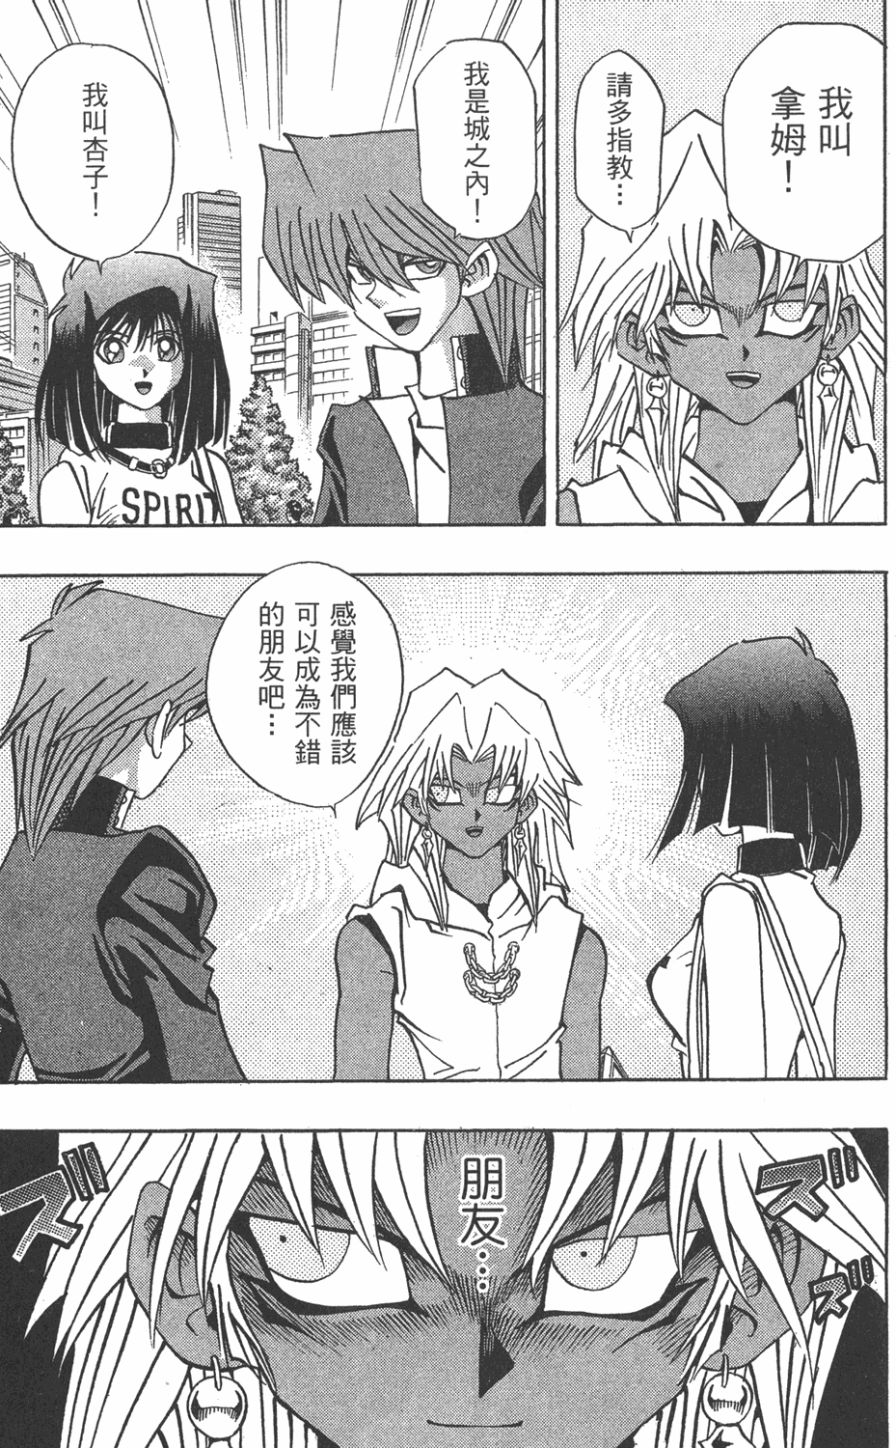 我叫
拿姆！
請多指教…
我是城之內！
我叫杏子！
SPIRIT
感覺我們應該
可以成為不錯
的朋友吧…
朋友…
ズ
ズ
ズ